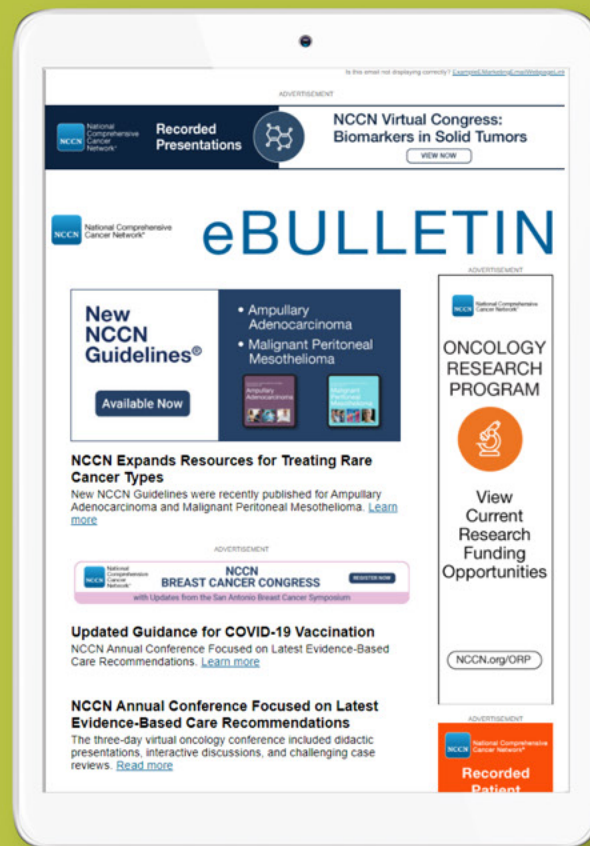 Is this email not displaying correctly? ExampleEMarketingEmailWebpageLink
ADVERTISEMENT
NCCN
National
Comprehensive
Cancer
Network®
Recorded
Presentations
NCCN Virtual Congress:
Biomarkers in Solid Tumors
VIEW NOW
NCCN
National Comprehensive
Cancer Network®
eBULLETIN
New
NCCN
Guidelines®
Available Now
• Ampullary
Adenocarcinoma
• Malignant Peritoneal
Mesothelioma
Ampullary
Adenocarcinoma
Malignant
Peritoneal
Mesothelioma
NCCN Expands Resources for Treating Rare
Cancer Types
New NCCN Guidelines were recently published for Ampullary
Adenocarcinoma and Malignant Peritoneal Mesothelioma. Learn
more
ADVERTISEMENT
NCCN
National
Comprehensive
Cancer
Network®
NCCN
BREAST CANCER CONGRESS
REGISTER NOW
with Updates from the San Antonio Breast Cancer Symposium
Updated Guidance for COVID-19 Vaccination
NCCN Annual Conference Focused on Latest Evidence-Based
Care Recommendations. Learn more
NCCN Annual Conference Focused on Latest
Evidence-Based Care Recommendations
The three-day virtual oncology conference included didactic
presentations, interactive discussions, and challenging case
reviews. Read more
ADVERTISEMENT
NCCN
National Comprehensive
Cancer Network®
ONCOLOGY
RESEARCH
PROGRAM
View
Current
Research
Funding
Opportunities
NCCN.org/ORP
ADVERTISEMENT
NCCN
National Comprehensive
Cancer Network®
Recorded
Patient